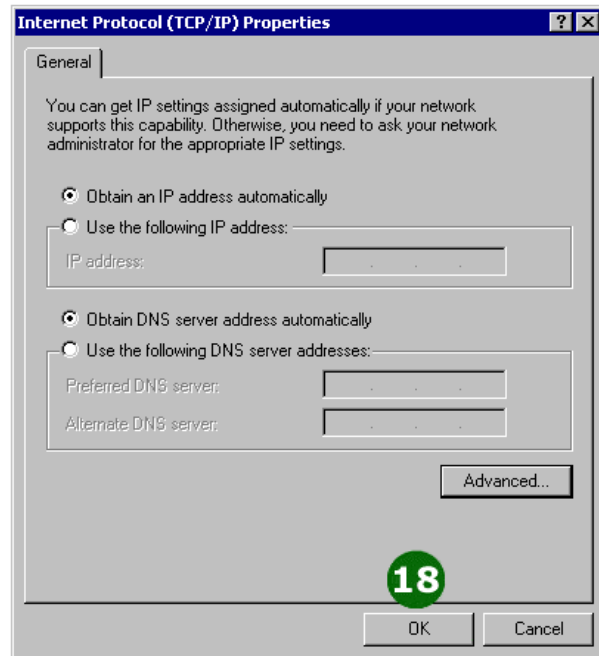 Internet Protocol (TCP/IP) Properties
General
You can get IP settings assigned automatically if your network
supports this capability. Otherwise, you need to ask your network
administrator for the appropriate IP settings.
Obtain an IP address automatically
Use the following IP address:
IP address:
Obtain DNS server address automatically
Use the following DNS server addresses:
Preferred DNS server:
Alternate DNS server:
Advanced...
18
OK Cancel